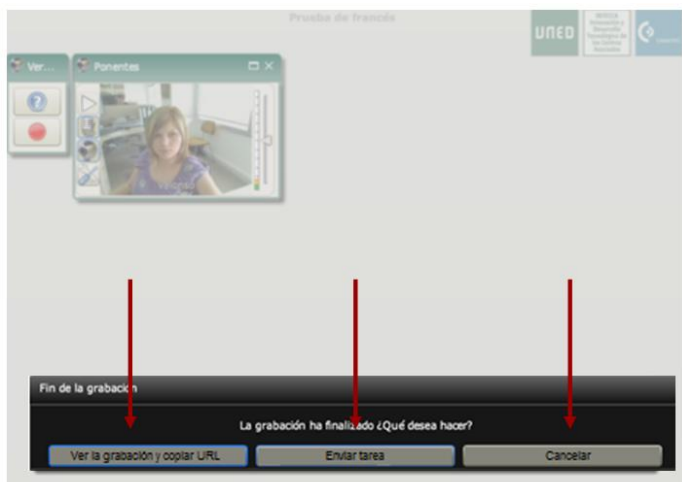 Prueba de francés
UNED
Ver...
Ponentes
Fin de la grabación
La grabación ha finalizado ¿Qué desea hacer?
Ver la grabación y copiar URL
Enviar tarea
Cancelar